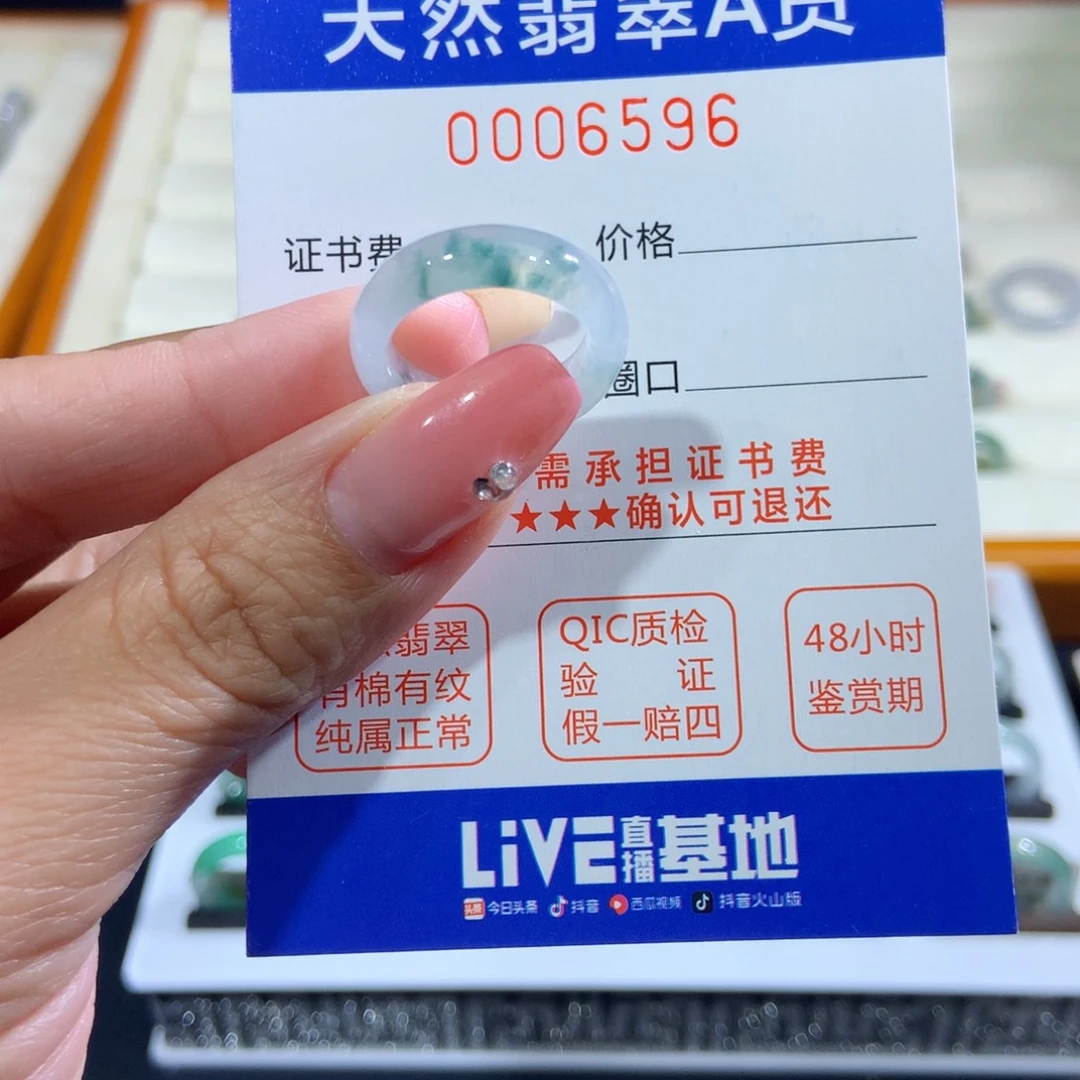 天然翡翠A货
0006596
证书费
价格
圈口
需承担证书费
★★★确认可退还
翡翠
有棉有纹
纯属正常
QIC质检
验 证
假一赔四
48小时
鉴赏期
LiVE直播基地
头条 今日头条 抖音 西瓜视频 抖音火山版